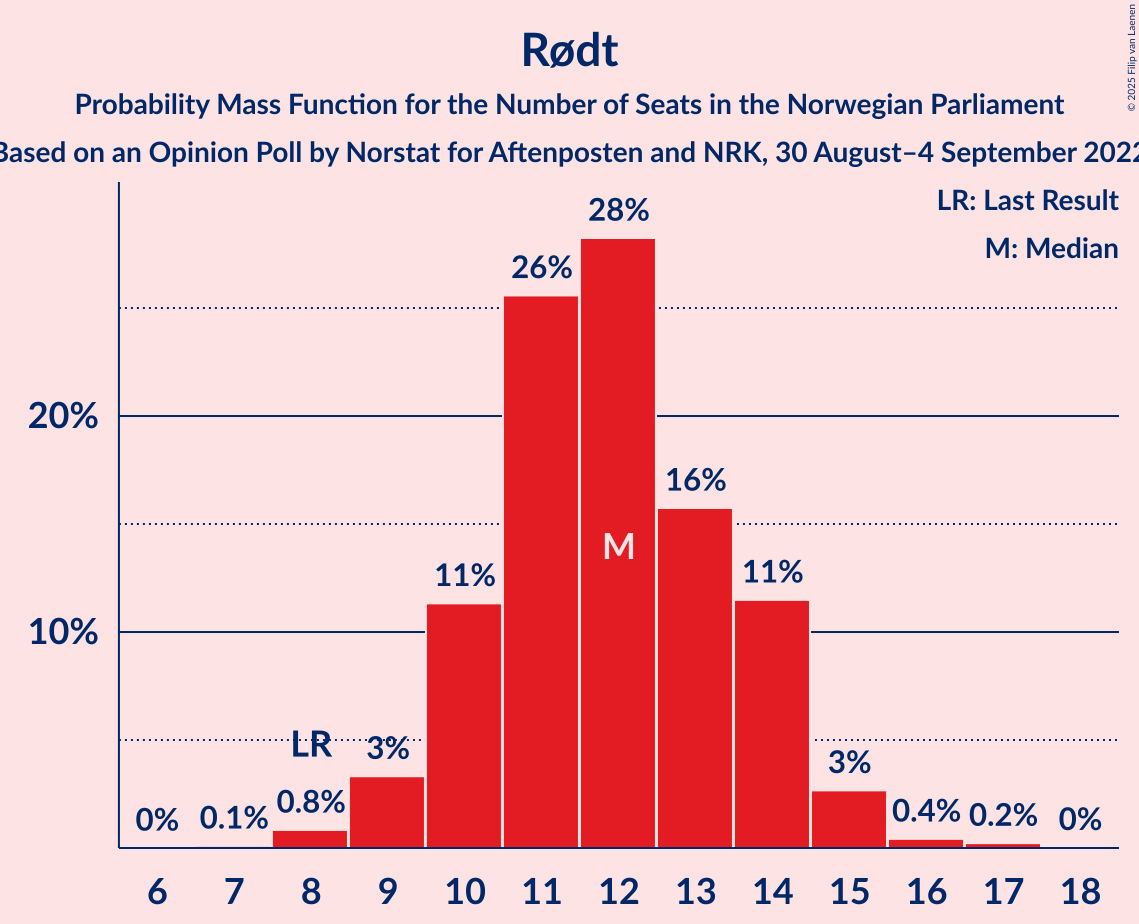 Rødt
Probability Mass Function for the Number of Seats in the Norwegian Parliament
Based on an Opinion Poll by Norstat for Aftenposten and NRK, 30 August–4 September 2022
© 2025 Filip van Laenen
LR: Last Result
M: Median
28%
26%
20%
16%
M
11%
11%
10%
LR
3%
3%
0%
0.1%
0.8%
0.4%
0.2%
0%
6 7 8 9 10 11 12 13 14 15 16 17 18